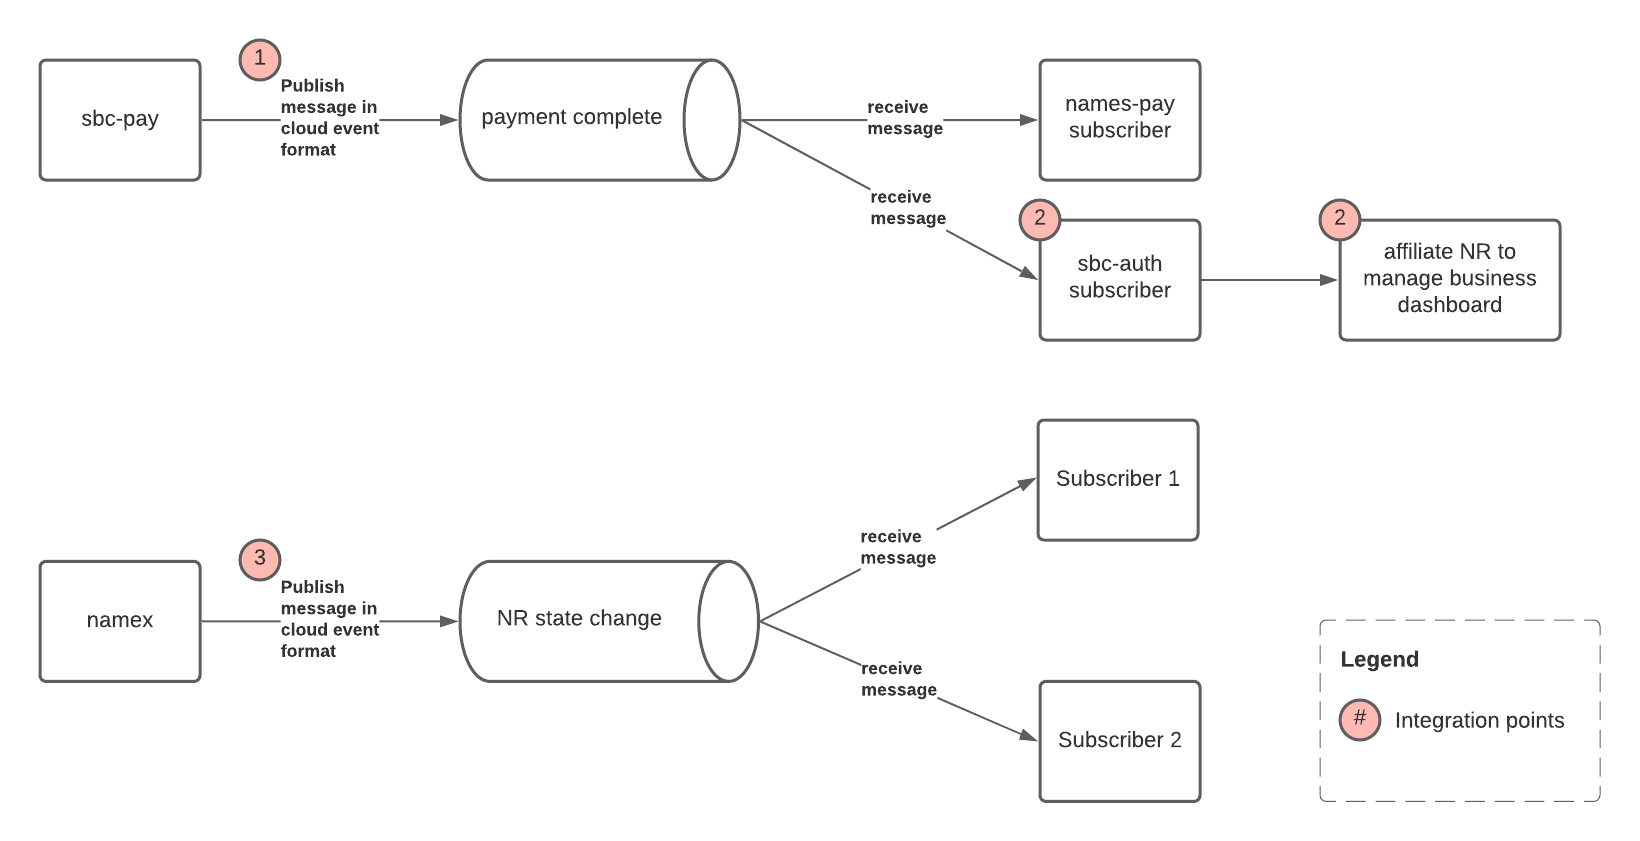 1
Publish
message in
cloud event
format
sbc-pay
payment complete
receive
message
names-pay
subscriber
receive
message
2
sbc-auth
subscriber
2
affiliate NR to
manage business
dashboard
Subscriber 1
receive
message
3
Publish
message in
cloud event
format
namex
NR state change
receive
message
Subscriber 2
Legend
#
Integration points